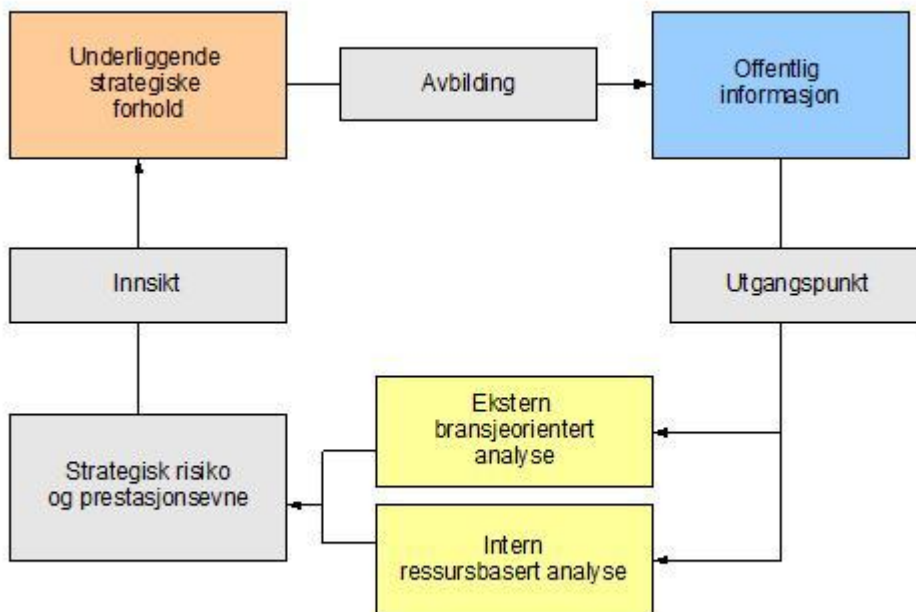 Underliggende
strategiske
forhold
Avbilding
Offentlig
informasjon
Innsikt
Utgangspunkt
Ekstern
bransjeorientert
analyse
Strategisk risiko
og prestasjonsevne
Intern
ressursbasert analyse